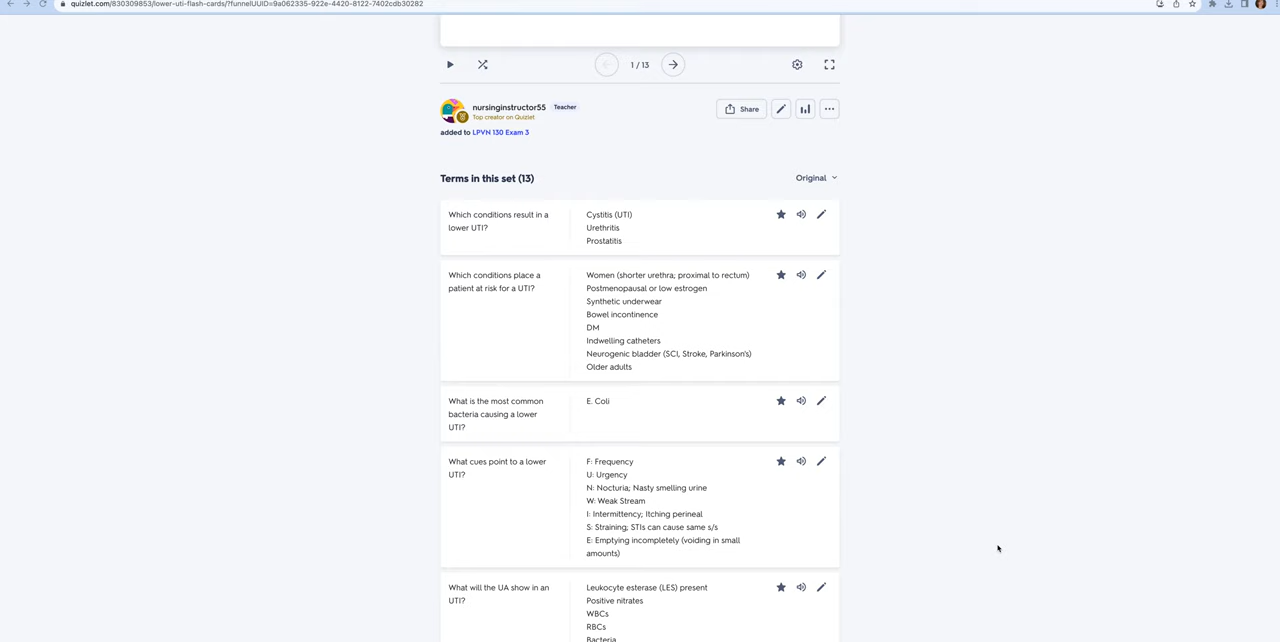 quizlet.com/830309853/lower-uti-flash-cards/?funnelUUID=9a062335-922e-4420-8122-7402cdb30282
1 / 13
nursinginstructor55 Teacher
Top creator on Quizlet
Share
added to LPVN 130 Exam 3
Terms in this set (13)
Original
Which conditions result in a
lower UTI?
Cystitis (UTI)
Urethritis
Prostatitis
Which conditions place a
patient at risk for a UTI?
Women (shorter urethra; proximal to rectum)
Postmenopausal or low estrogen
Synthetic underwear
Bowel incontinence
DM
Indwelling catheters
Neurogenic bladder (SCI, Stroke, Parkinson's)
Older adults
What is the most common
bacteria causing a lower
UTI?
E. Coli
What cues point to a lower
UTI?
F: Frequency
U: Urgency
N: Nocturia; Nasty smelling urine
W: Weak Stream
I: Intermittency; Itching perineal
S: Straining; STIs can cause same s/s
E: Emptying incompletely (voiding in small
amounts)
What will the UA show in an
UTI?
Leukocyte esterase (LES) present
Positive nitrates
WBCs
RBCs
Bacteria